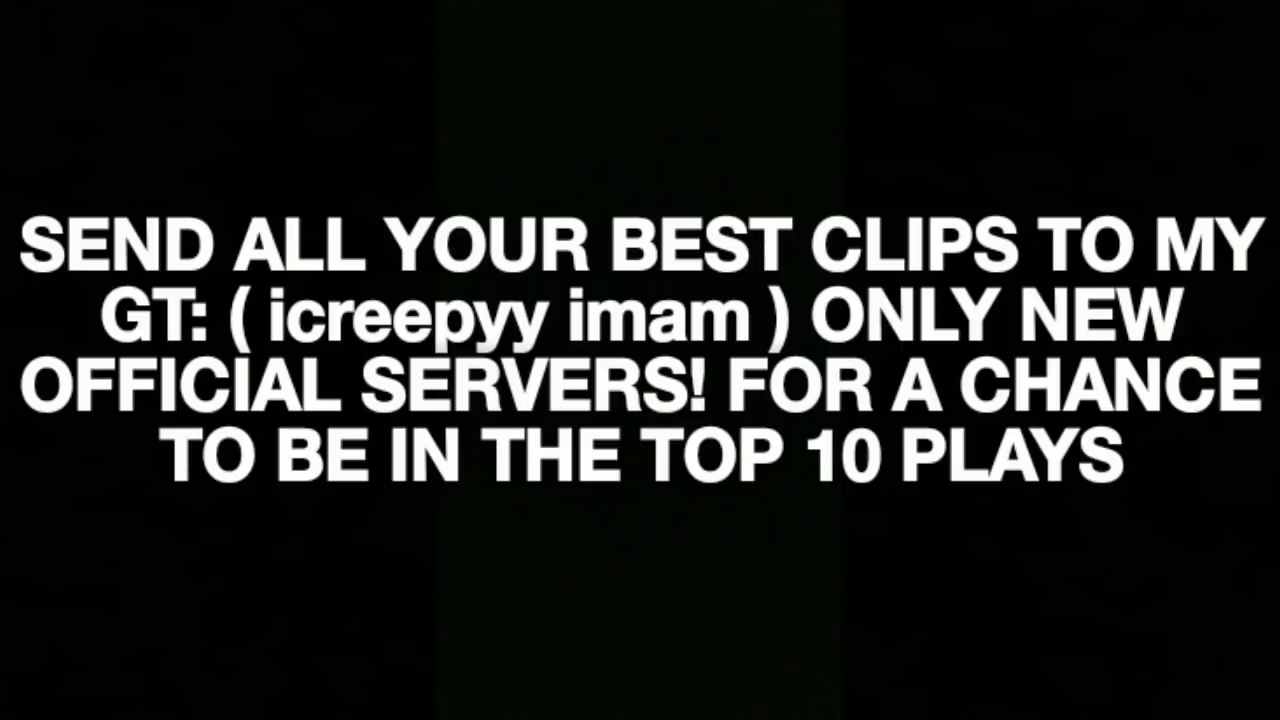 SEND ALL YOUR BEST CLIPS TO MY
GT: ( icreepyy imam ) ONLY NEW
OFFICIAL SERVERS! FOR A CHANCE
TO BE IN THE TOP 10 PLAYS